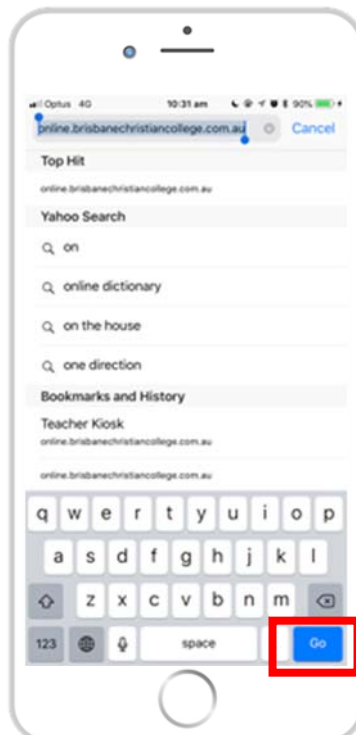 Optus 4G 10:31 am 90%
online.brisbanechristiancollege.com.au Cancel
Top Hit
online.brisbanechristiancollege.com.au
Yahoo Search
on
online dictionary
on the house
one direction
Bookmarks and History
Teacher Kiosk
online.brisbanechristiancollege.com.au
online.brisbanechristiancollege.com.au
q w e r t y u i o p
a s d f g h j k l
z x c v b n m
123 space . Go